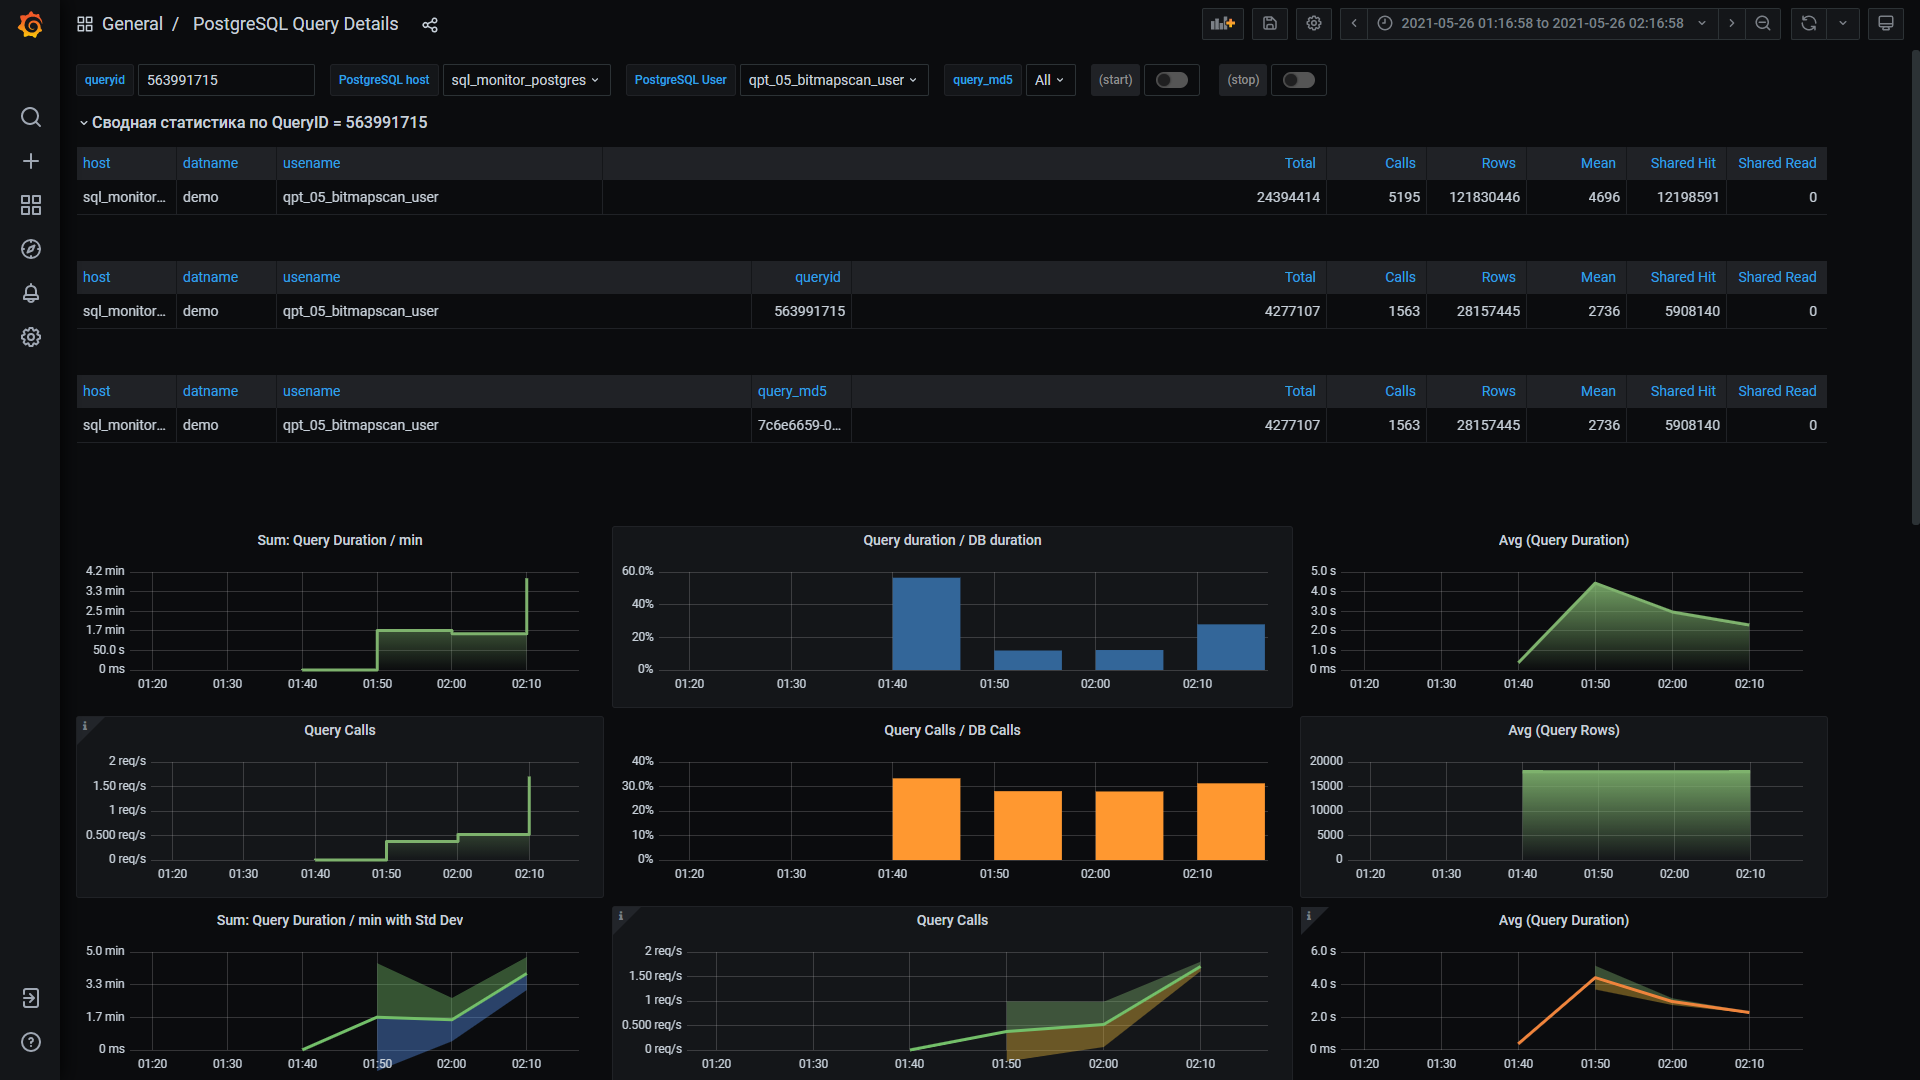 General / PostgreSQL Query Details
2021-05-26 01:16:58 to 2021-05-26 02:16:58
queryid 563991715 PostgreSQL host sql_monitor_postgres PostgreSQL User qpt_05_bitmapscan_user query_md5 All (start) (stop)
Сводная статистика по QueryID = 563991715
host datname usename Total Calls Rows Mean Shared Hit Shared Read
sql_monitor... demo qpt_05_bitmapscan_user 24394414 5195 121830446 4696 12198591 0
host datname usename queryid Total Calls Rows Mean Shared Hit Shared Read
sql_monitor... demo qpt_05_bitmapscan_user 563991715 4277107 1563 28157445 2736 5908140 0
host datname usename query_md5 Total Calls Rows Mean Shared Hit Shared Read
sql_monitor... demo qpt_05_bitmapscan_user 7c6e6659-0... 4277107 1563 28157445 2736 5908140 0
Sum: Query Duration / min
4.2 min
3.3 min
2.5 min
1.7 min
50.0 s
0 ms
01:20 01:30 01:40 01:50 02:00 02:10
Query duration / DB duration
60.0%
40%
20%
0%
01:20 01:30 01:40 01:50 02:00 02:10
Avg (Query Duration)
5.0 s
4.0 s
3.0 s
2.0 s
1.0 s
0 ms
01:20 01:30 01:40 01:50 02:00 02:10
Query Calls
2 req/s
1.50 req/s
1 req/s
0.500 req/s
0 req/s
01:20 01:30 01:40 01:50 02:00 02:10
Query Calls / DB Calls
40%
30.0%
20%
10%
0%
01:20 01:30 01:40 01:50 02:00 02:10
Avg (Query Rows)
20000
15000
10000
5000
0
01:20 01:30 01:40 01:50 02:00 02:10
Sum: Query Duration / min with Std Dev
5.0 min
3.3 min
1.7 min
0 ms
01:20 01:30 01:40 01:50 02:00 02:10
Query Calls
2 req/s
1.50 req/s
1 req/s
0.500 req/s
0 req/s
01:20 01:30 01:40 01:50 02:00 02:10
Avg (Query Duration)
6.0 s
4.0 s
2.0 s
0 ms
01:20 01:30 01:40 01:50 02:00 02:10